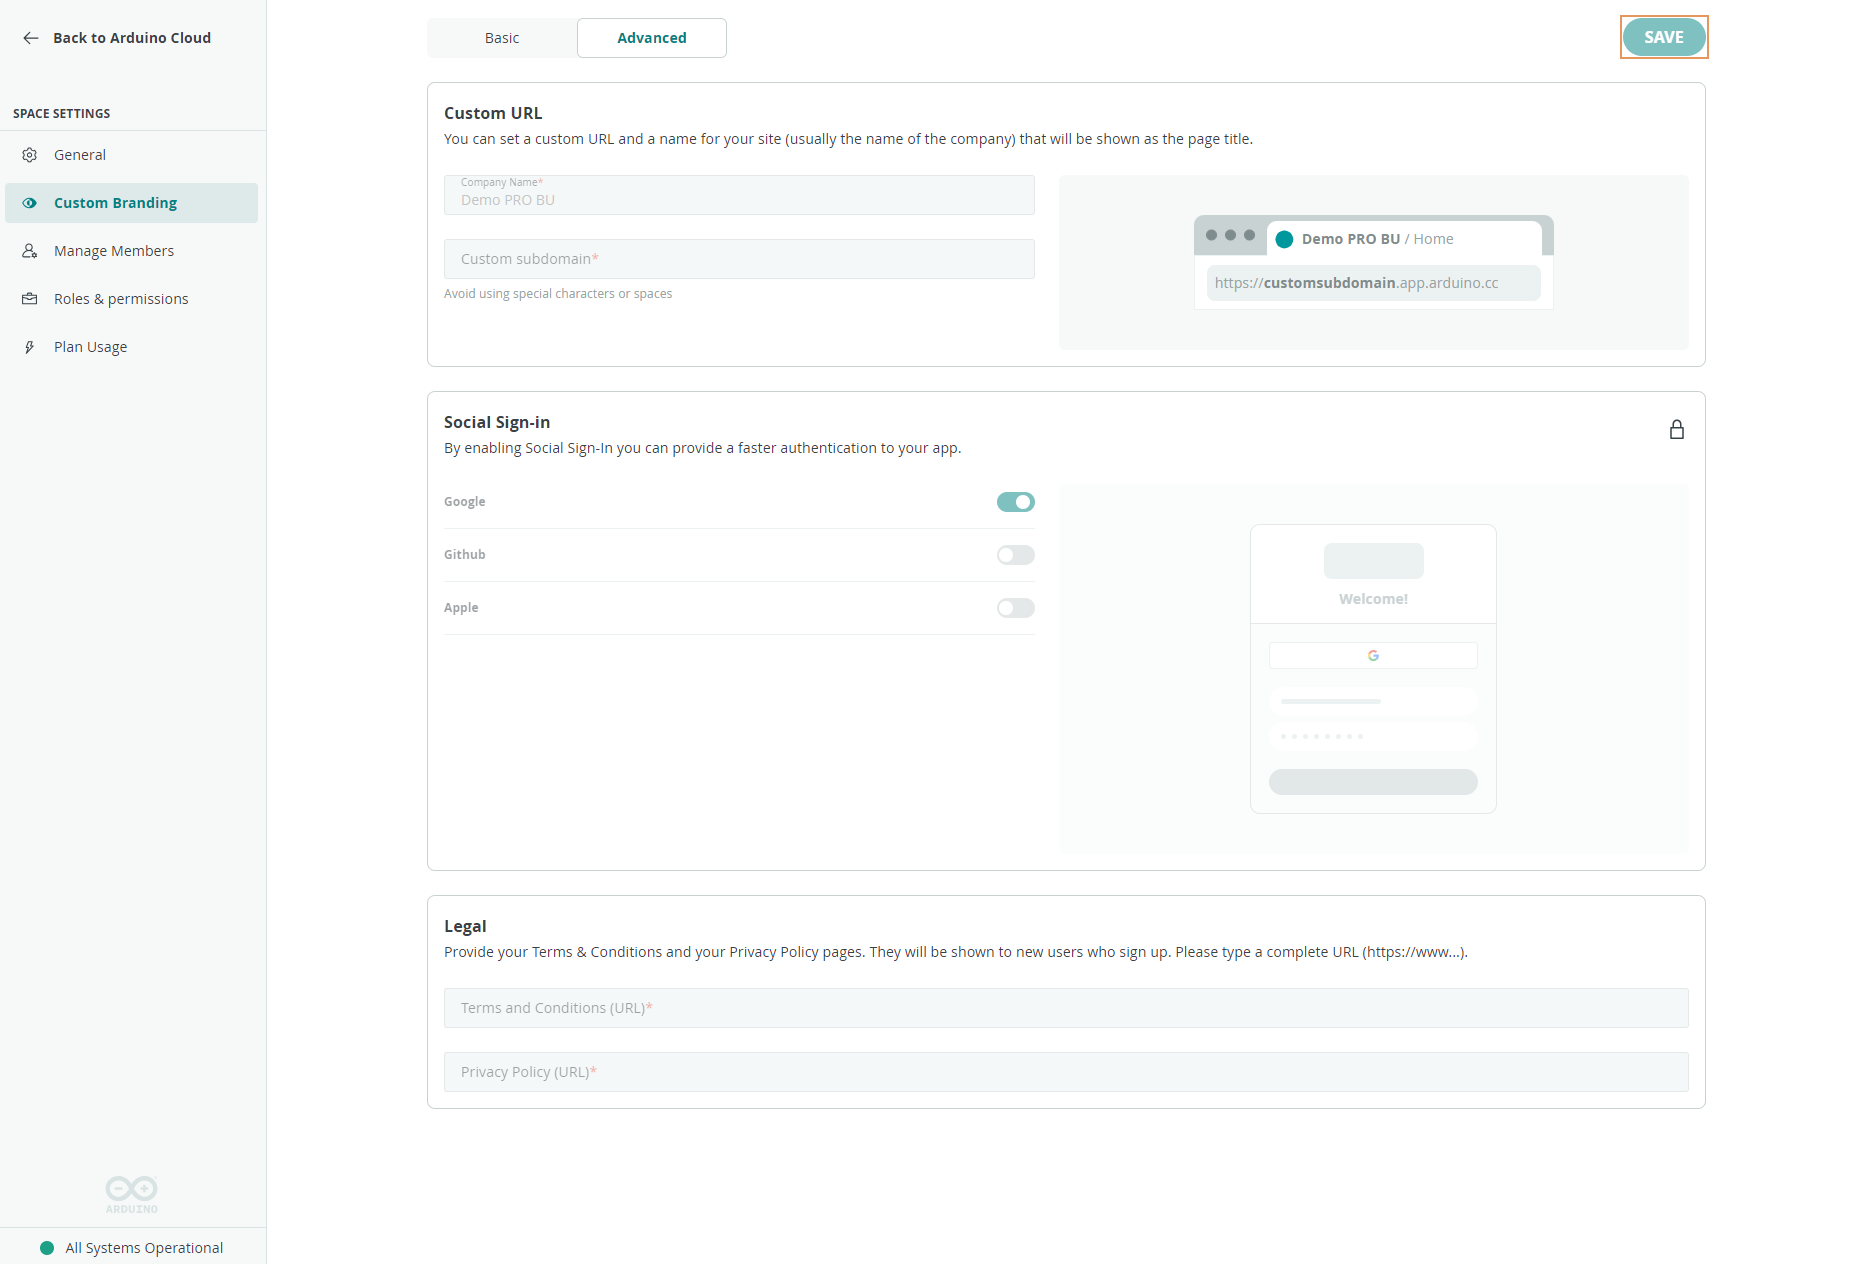 Back to Arduino Cloud
SPACE SETTINGS
General
Custom Branding
Manage Members
Roles & permissions
Plan Usage
ARDUINO
All Systems Operational
Basic
Advanced
SAVE
Custom URL
You can set a custom URL and a name for your site (usually the name of the company) that will be shown as the page title.
Company Name*
Demo PRO BU
Custom subdomain*
Avoid using special characters or spaces
Demo PRO BU / Home
https://customsubdomain.app.arduino.cc
Social Sign-in
By enabling Social Sign-In you can provide a faster authentication to your app.
Google
Github
Apple
Welcome!
G
Legal
Provide your Terms & Conditions and your Privacy Policy pages. They will be shown to new users who sign up. Please type a complete URL (https://www...).
Terms and Conditions (URL)*
Privacy Policy (URL)*